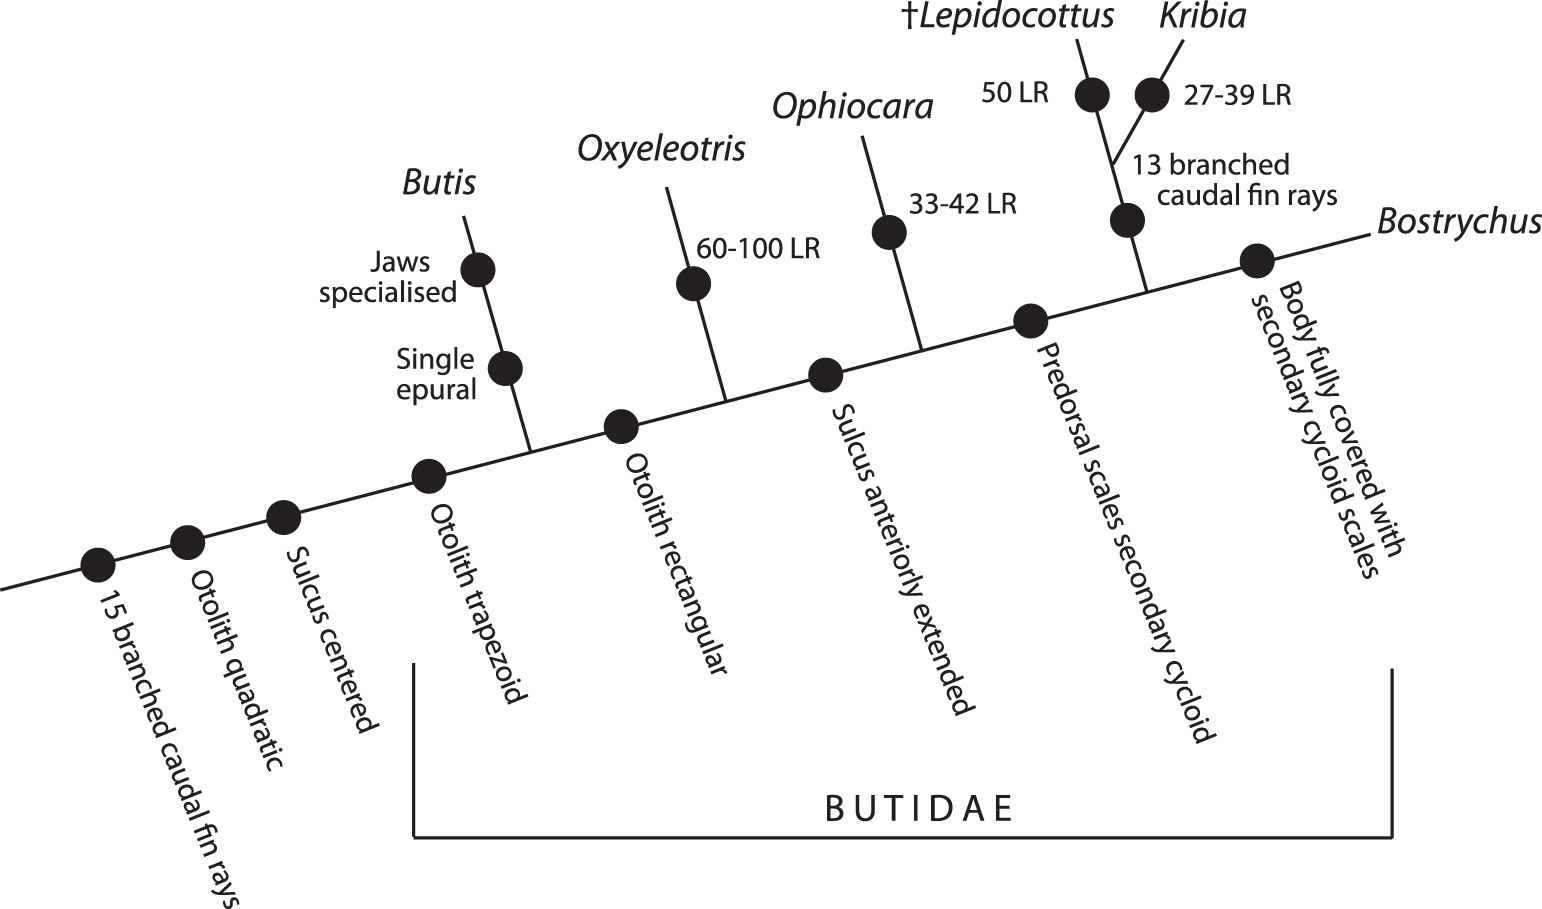 †Lepidocottus
Kribia
50 LR
27-39 LR
Ophiocara
Oxyeleotris
13 branched
caudal fin rays
Butis
33-42 LR
Bostrychus
60-100 LR
Jaws
specialised
Single
epural
15 branched caudal fin rays
Otolith quadratic
Sulcus centered
Otolith trapezoid
Otolith rectangular
Sulcus anteriorly extended
Predorsal scales secondary cycloid
Body fully covered with
secondary cycloid scales
BUTIDAE